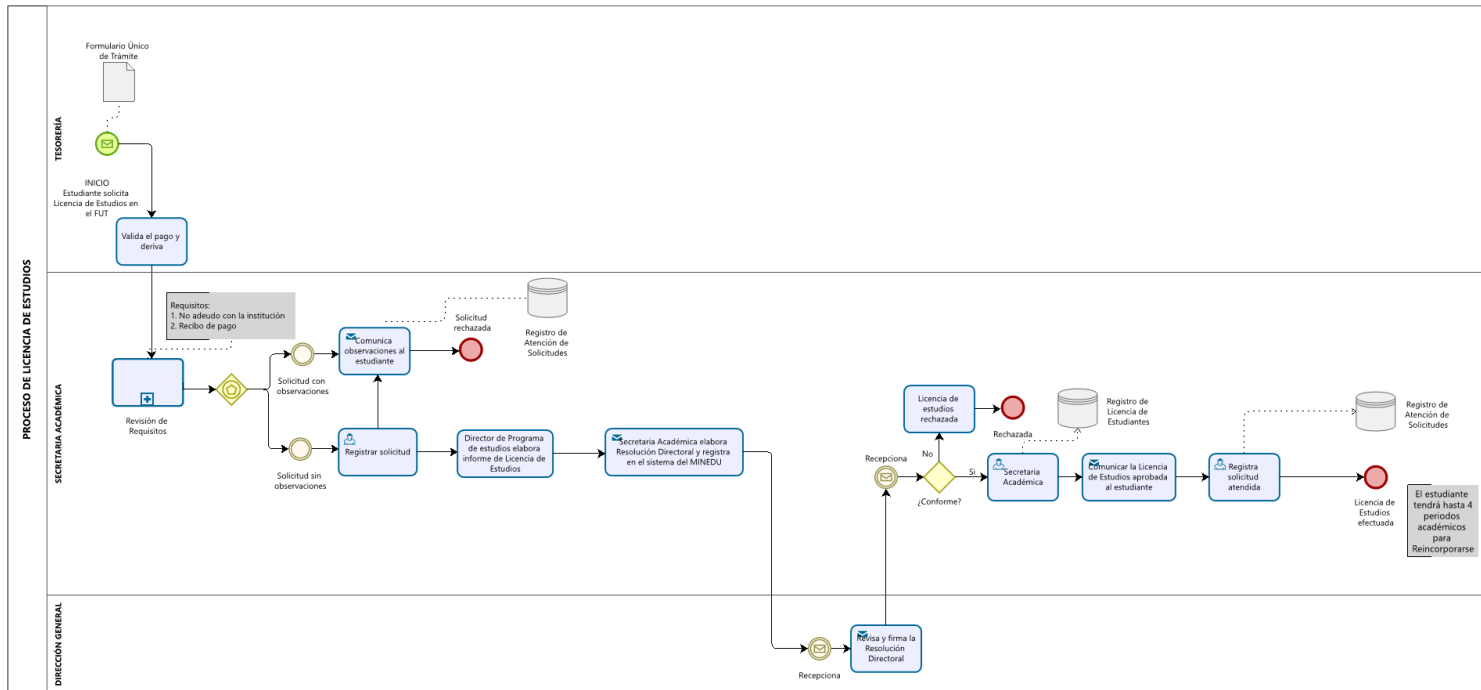 PROCESO DE LICENCIA DE ESTUDIOS
TESORERÍA
Formulario Único
de Trámite
INICIO
Estudiante solicita
Licencia de Estudios en
el FUT
Valida el pago y
deriva
SECRETARIA ACADÉMICA
Requisitos:
1. No adeudo con la institución
2. Recibo de pago
Revisión de
Requisitos
Solicitud con
observaciones
Solicitud sin
observaciones
Comunica
observaciones al
estudiante
Solicitud
rechazada
Registro de
Atención de
Solicitudes
Registrar solicitud
Director de Programa
de estudios elabora
informe de Licencia de
Estudios
Secretaria Académica elabora
Resolución Directoral y registra
en el sistema del MINEDU
Recepciona
¿Conforme?
No
Si
Licencia de
estudios
rechazada
Rechazada
Secretaria
Académica
Registro de
Licencia de
Estudiantes
Comunicar la Licencia
de Estudios aprobada
al estudiante
Registra
solicitud
atendida
Registro de
Atención de
Solicitudes
Licencia de
Estudios
efectuada
El estudiante
tendrá hasta 4
periodos
académicos
para
Reincorporarse
DIRECCIÓN GENERAL
Recepciona
Revisa y firma la
Resolución
Directoral